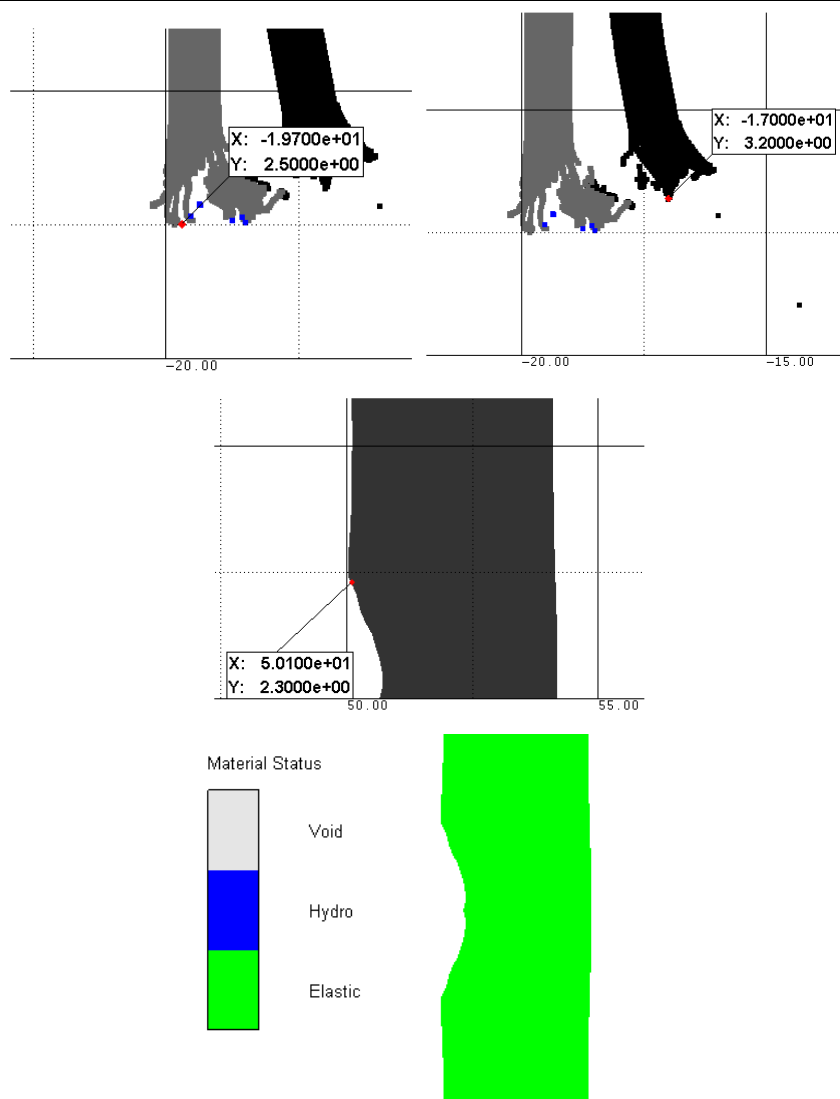 X: -1.9700e+01
Y: 2.5000e+00
-20.00
X: -1.7000e+01
Y: 3.2000e+00
-20.00
-15.00
X: 5.0100e+01
Y: 2.3000e+00
50.00
55.00
Material Status
Void
Hydro
Elastic